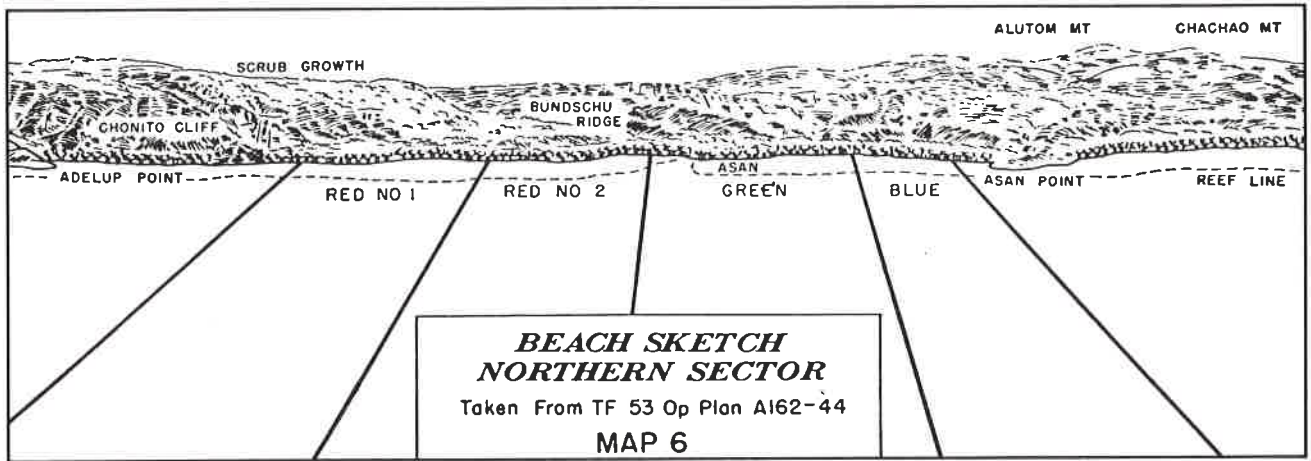 ALUTOM MT
CHACHAO MT
SCRUB GROWTH
BUNDSCHU
RIDGE
CHONITO CLIFF
ADELUP POINT
ASAN
ASAN POINT
REEF LINE
RED NO 1
RED NO 2
GREEN
BLUE
BEACH SKETCH
NORTHERN SECTOR
Taken From TF 53 Op Plan A162-44
MAP 6